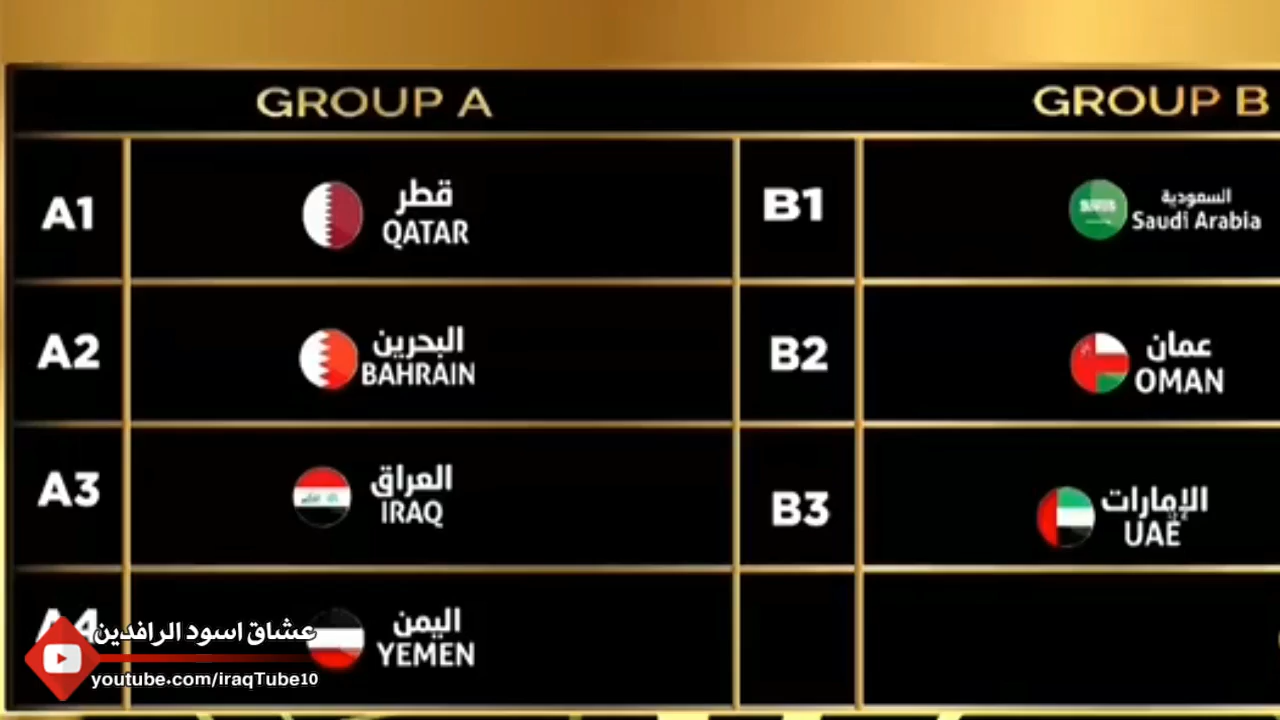 GROUP A
GROUP B
A1
قطر
QATAR
B1
السعودية
Saudi Arabia
A2
البحرين
BAHRAIN
B2
عمان
OMAN
A3
العراق
IRAQ
B3
الإمارات
UAE
A4
اليمن
YEMEN
عشاق اسود الرافدين
youtube.com/iraqTube10